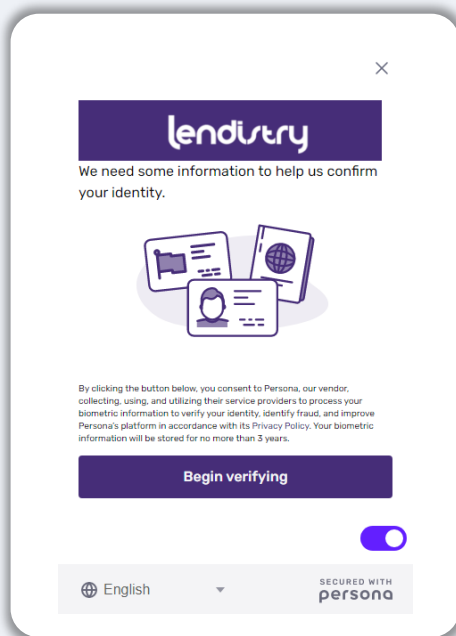 lendistry
We need some information to help us confirm
your identity.
By clicking the button below, you consent to Persona, our vendor,
collecting, using, and utilizing their service providers to process your
biometric information to verify your identity, identify fraud, and improve
Persona's platform in accordance with its Privacy Policy. Your biometric
information will be stored for no more than 3 years.
Begin verifying
English
SECURED WITH
persona